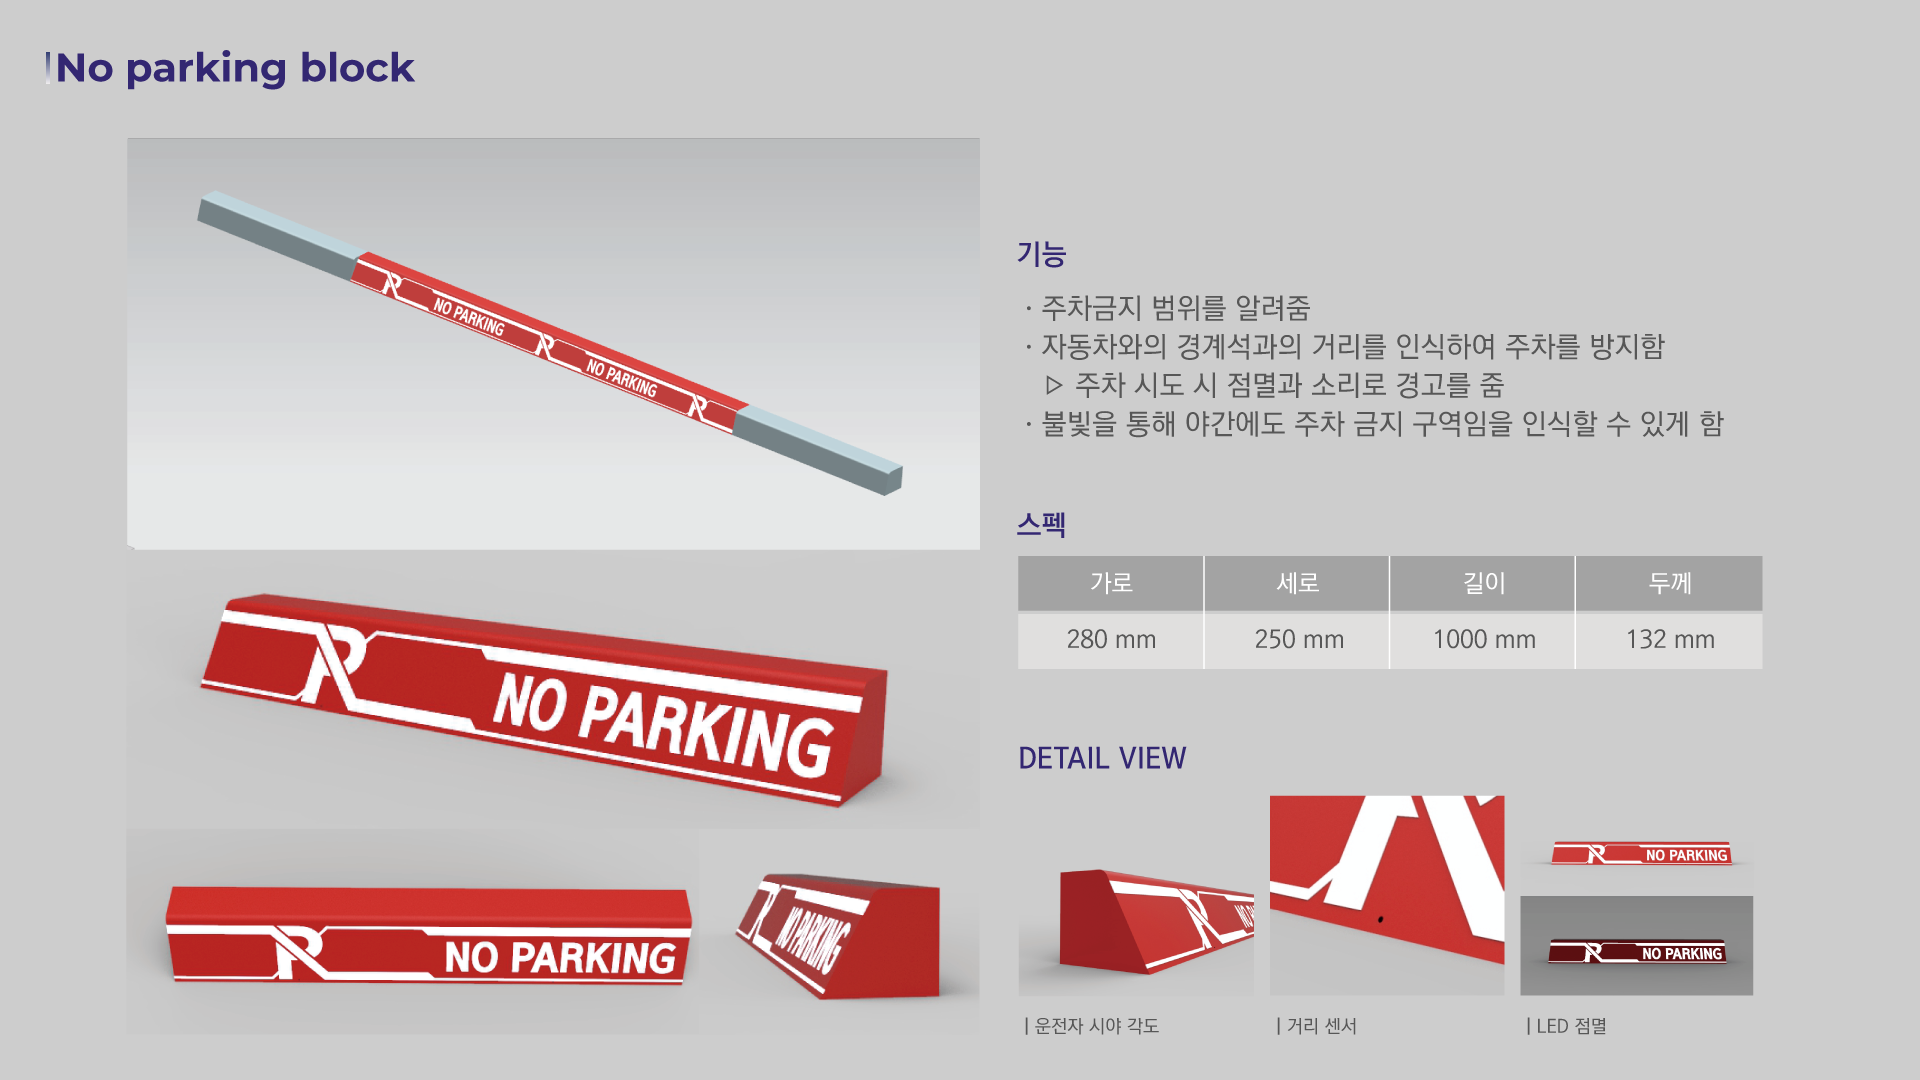 No parking block
NO PARKING
NO PARKING
NO PARKING
NO PARKING
NO PARKING
기능
· 주차금지 범위를 알려줌
· 자동차와의 경계석과의 거리를 인식하여 주차를 방지함
▷ 주차 시도 시 점멸과 소리로 경고를 줌
· 불빛을 통해 야간에도 주차 금지 구역임을 인식할 수 있게 함
스펙
가로 세로 길이 두께
280 mm 250 mm 1000 mm 132 mm
DETAIL VIEW
NO PARKING
NO PARKING
| 운전자 시야 각도
| 거리 센서
| LED 점멸